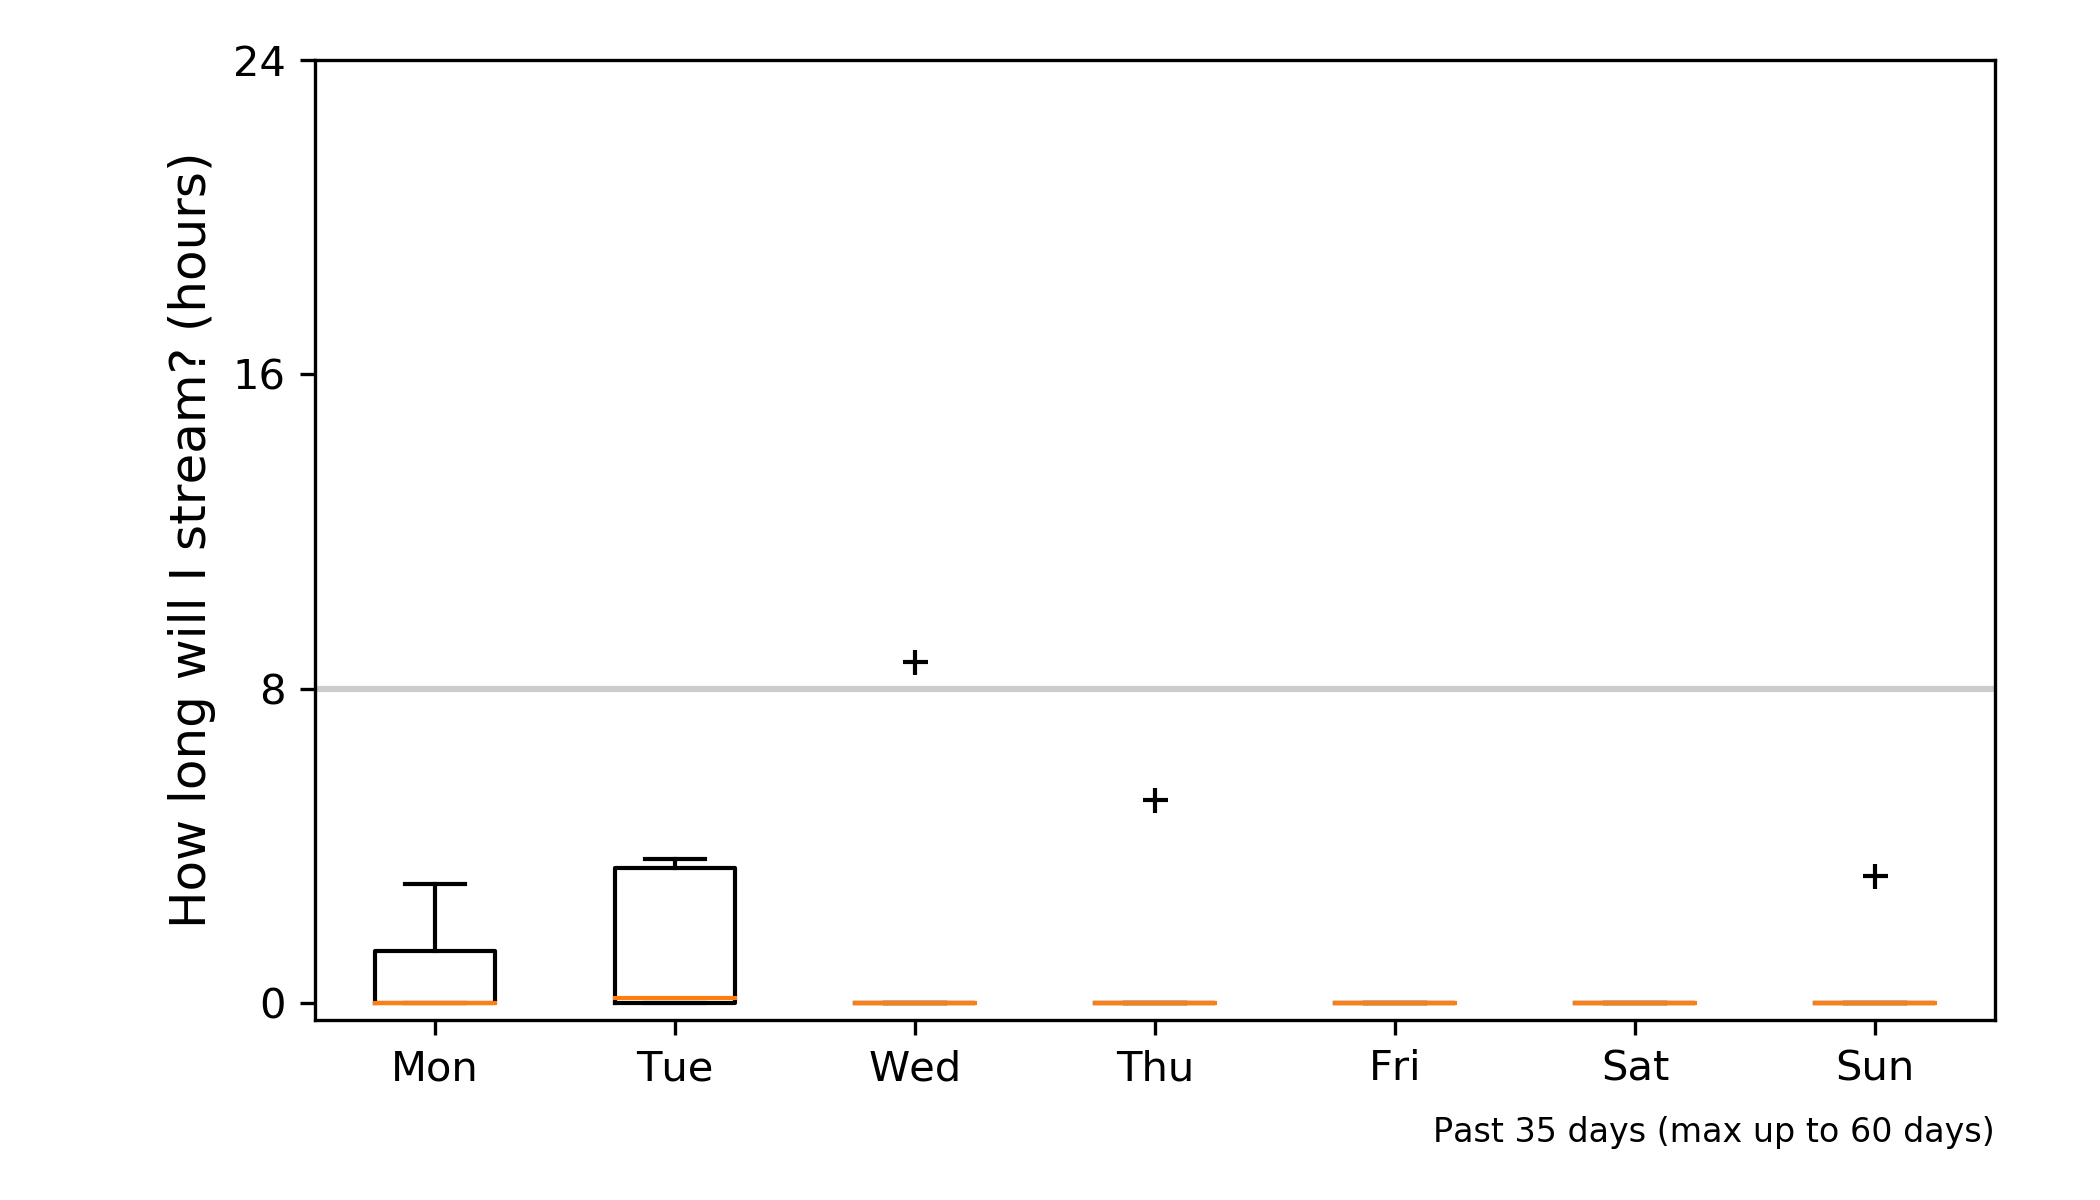 How long will I stream? (hours)
24
16
8
0
Mon Tue Wed Thu Fri Sat Sun
Past 35 days (max up to 60 days)